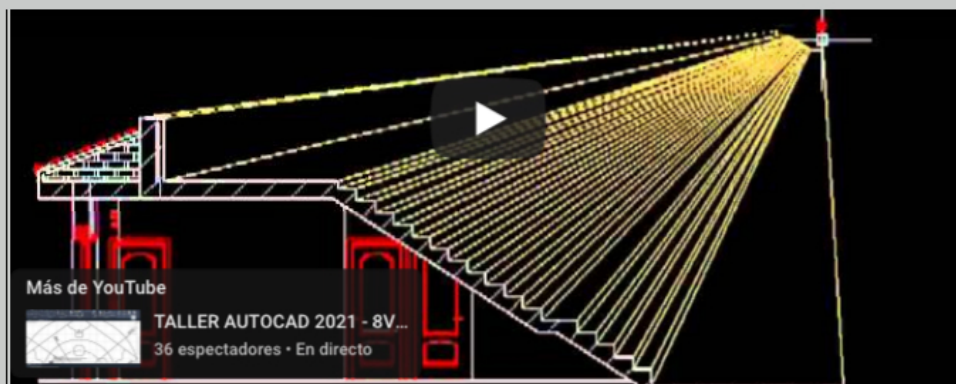 Más de YouTube
TALLER AUTOCAD 2021 - 8V...
36 espectadores • En directo